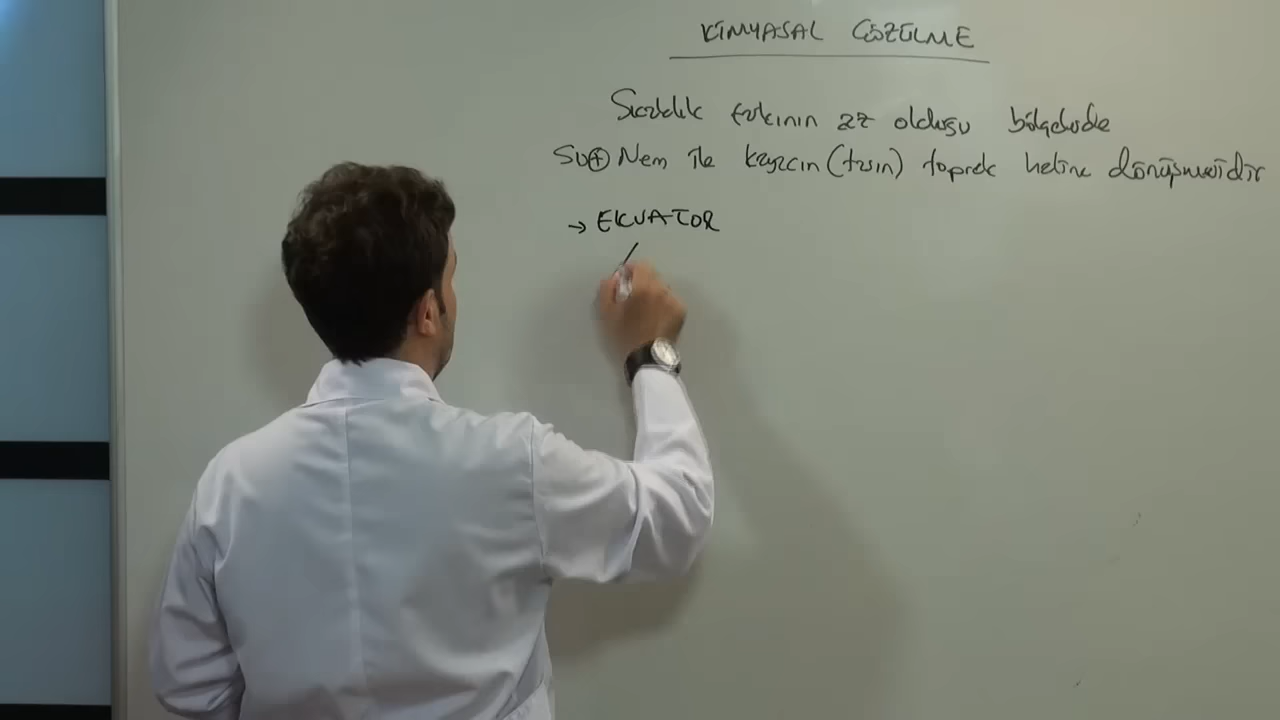 KİMYASAL ÇÖZÜLME
Sıcaklık farkının az olduğu bölgelerde
SU + Nem ile kayacın (taşın) toprak haline dönüşmesidir
→ EKVATOR